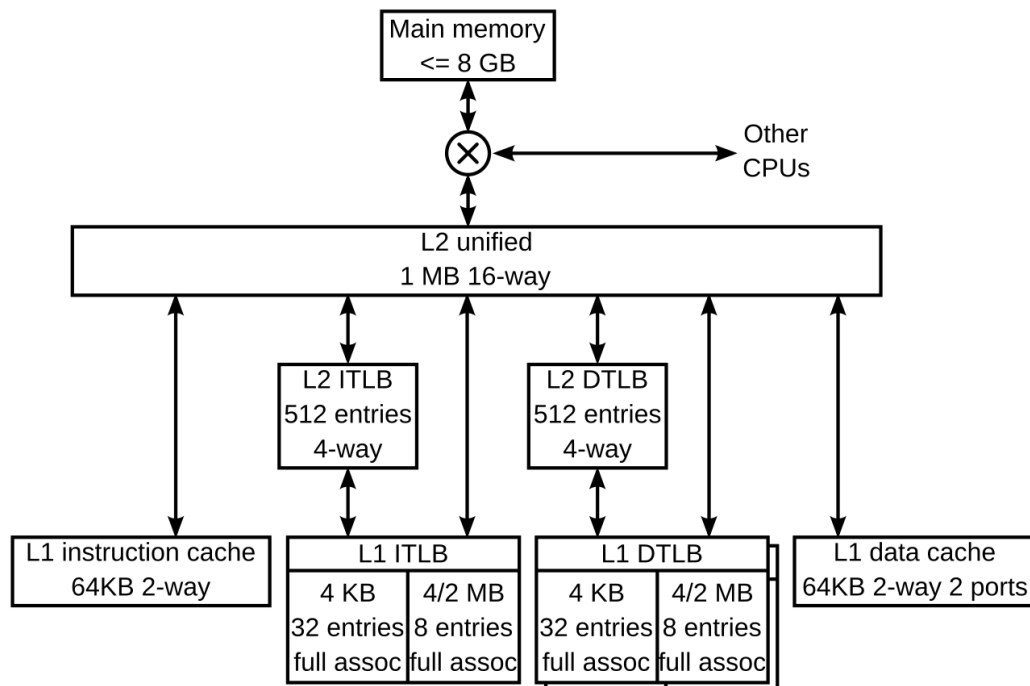 Main memory
<= 8 GB
Other
CPUs
L2 unified
1 MB 16-way
L2 ITLB
512 entries
4-way
L2 DTLB
512 entries
4-way
L1 instruction cache
64KB 2-way
L1 ITLB
4 KB
32 entries
full assoc
4/2 MB
8 entries
full assoc
L1 DTLB
4 KB
32 entries
full assoc
4/2 MB
8 entries
full assoc
L1 data cache
64KB 2-way 2 ports